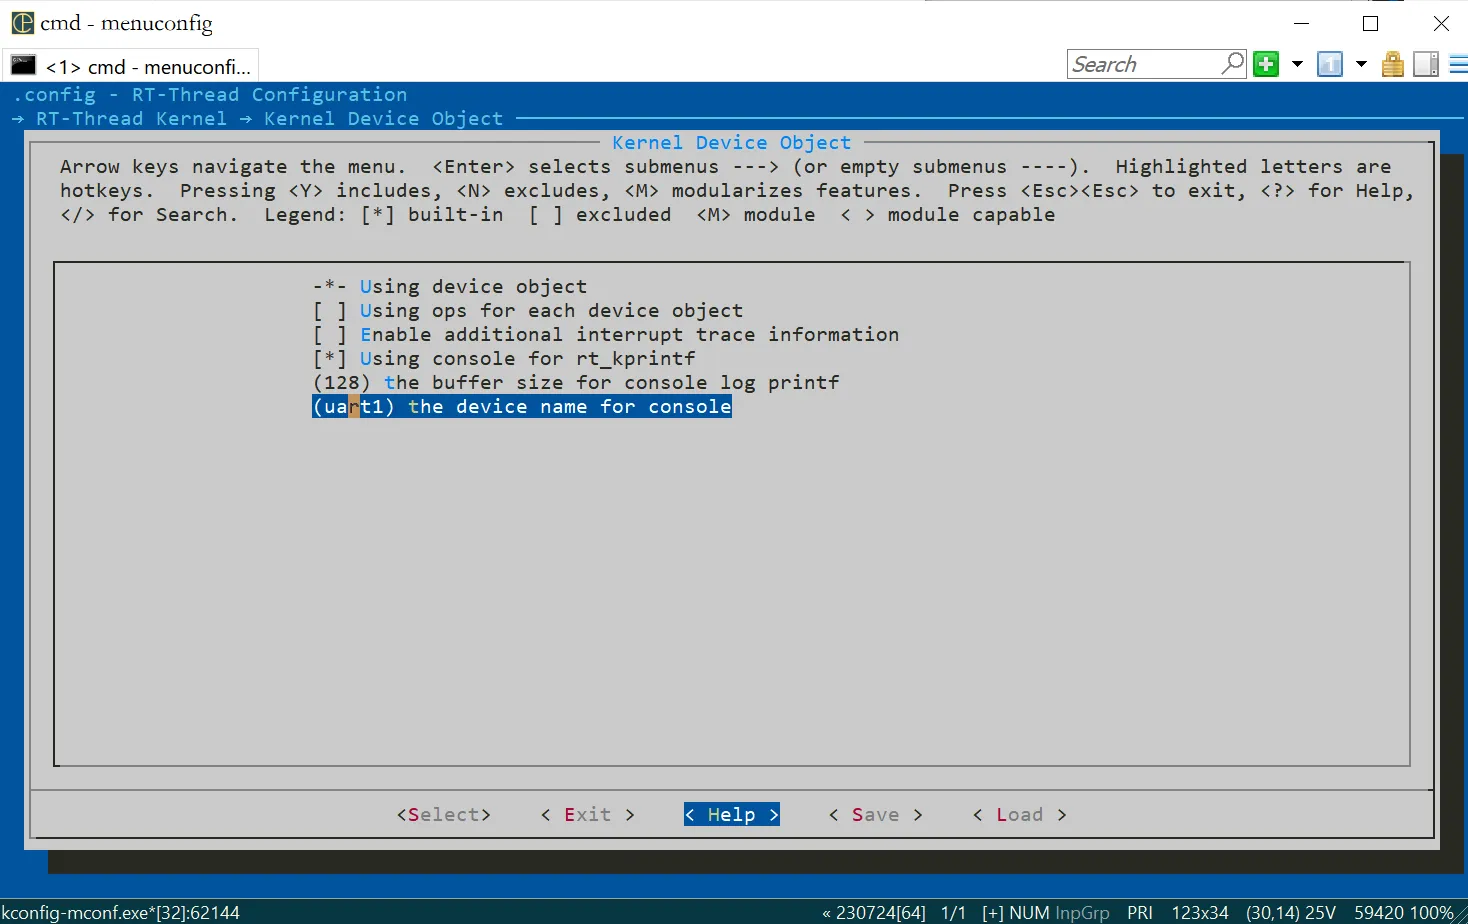 cmd - menuconfig
<1> cmd - menuconfi...
Search
1
.config - RT-Thread Configuration
→ RT-Thread Kernel → Kernel Device Object
Kernel Device Object
Arrow keys navigate the menu.  <Enter> selects submenus ---> (or empty submenus ----).  Highlighted letters are
hotkeys.  Pressing <Y> includes, <N> excludes, <M> modularizes features.  Press <Esc><Esc> to exit, <?> for Help,
</> for Search.  Legend: [*] built-in  [ ] excluded  <M> module  < > module capable
-*- Using device object
[ ] Using ops for each device object
[ ] Enable additional interrupt trace information
[*] Using console for rt_kprintf
(128) the buffer size for console log printf
(uart1) the device name for console
<Select>    < Exit >    < Help >    < Save >    < Load >
kconfig-mconf.exe*[32]:62144    « 230724[64]  1/1  [+] NUM InpGrp  PRI  123x34  (30,14) 25V  59420 100%